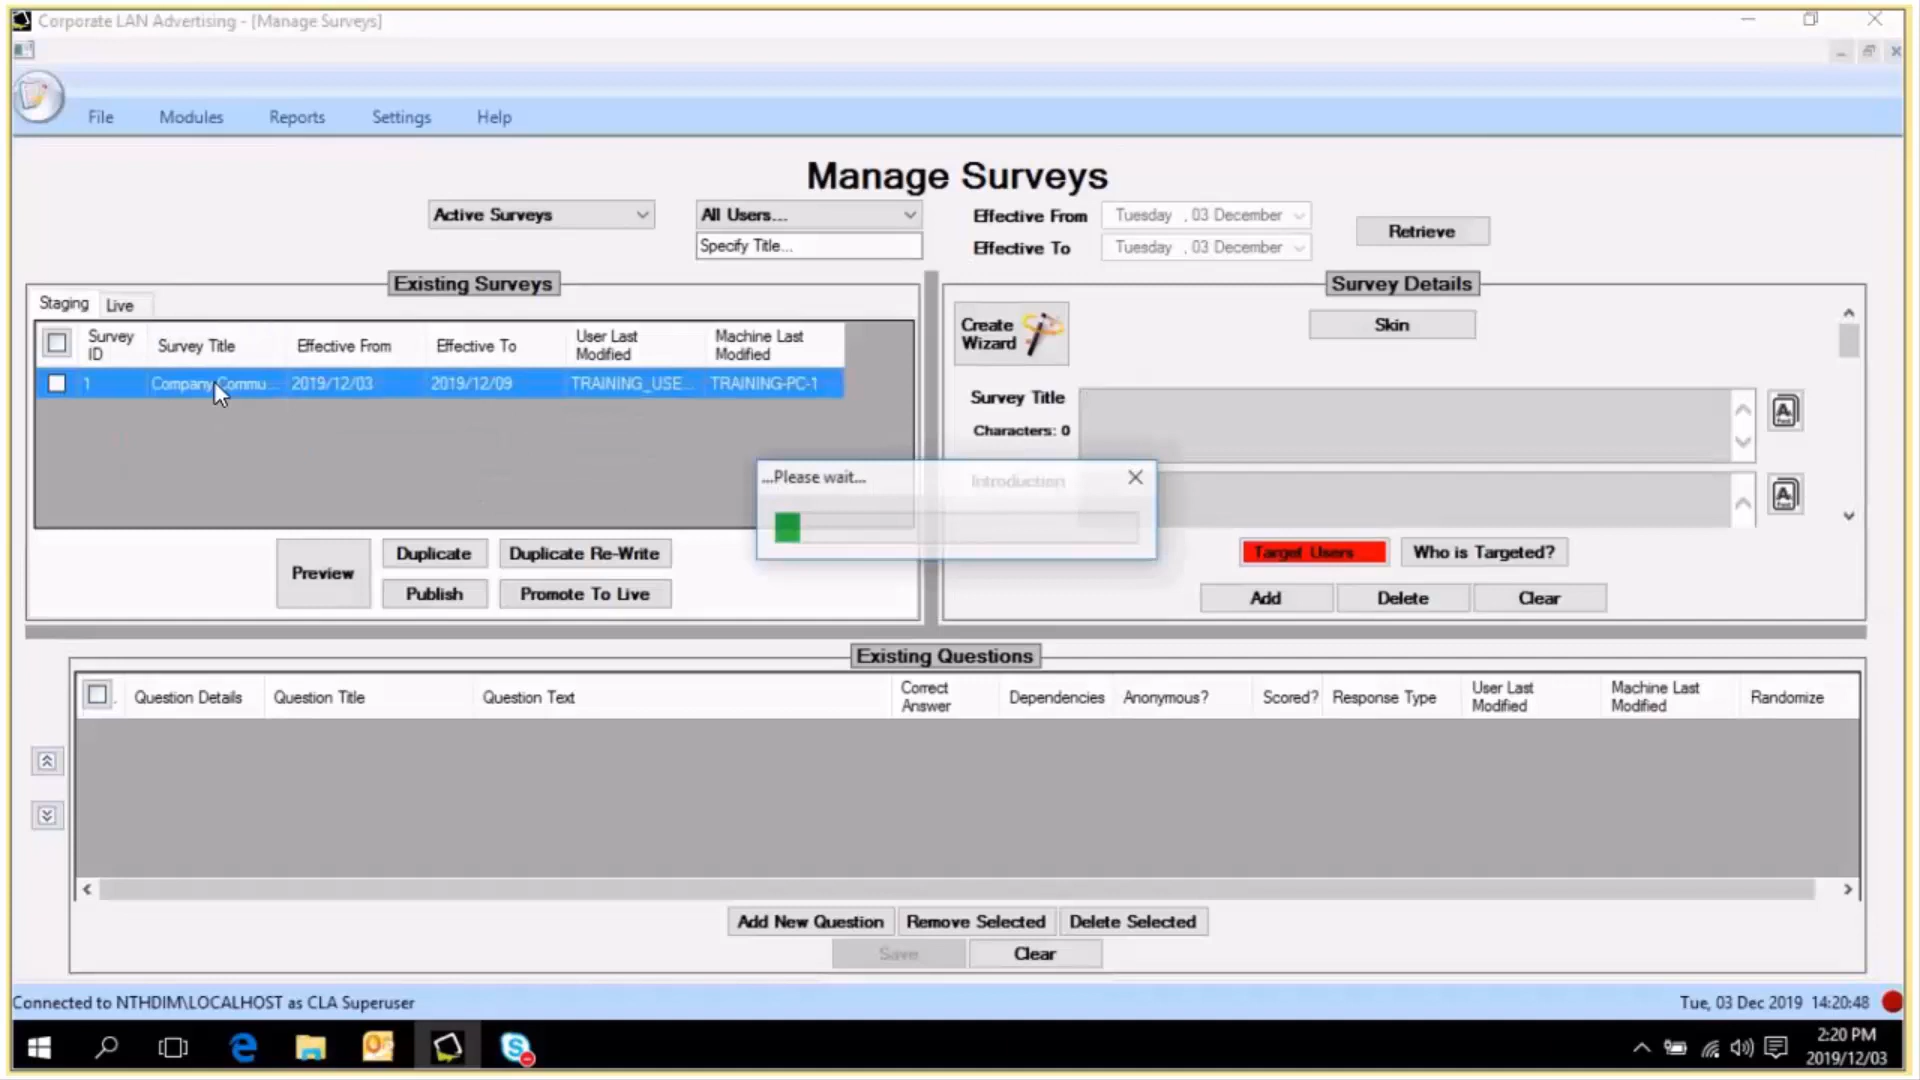 Corporate LAN Advertising - [Manage Surveys]
File Modules Reports Settings Help
Manage Surveys
Active Surveys
All Users...
Specify Title...
Effective From
Tuesday , 03 December
Effective To
Tuesday , 03 December
Retrieve
Existing Surveys
Staging
Live
Survey ID
Survey Title
Effective From
Effective To
User Last Modified
Machine Last Modified
1 Company Commu... 2019/12/03 2019/12/09 TRAINING_USE... TRAINING-PC-1
Preview
Duplicate
Duplicate Re-Write
Publish
Promote To Live
Survey Details
Create Wizard
Skin
Survey Title
Characters: 0
Introduction
...Please wait...
Target Users
Who is Targeted?
Add
Delete
Clear
Existing Questions
Question Details
Question Title
Question Text
Correct Answer
Dependencies
Anonymous?
Scored?
Response Type
User Last Modified
Machine Last Modified
Randomize
Add New Question
Remove Selected
Delete Selected
Save
Clear
Connected to NTHDIM\LOCALHOST as CLA Superuser
Tue, 03 Dec 2019 14:20:48
2:20 PM
2019/12/03